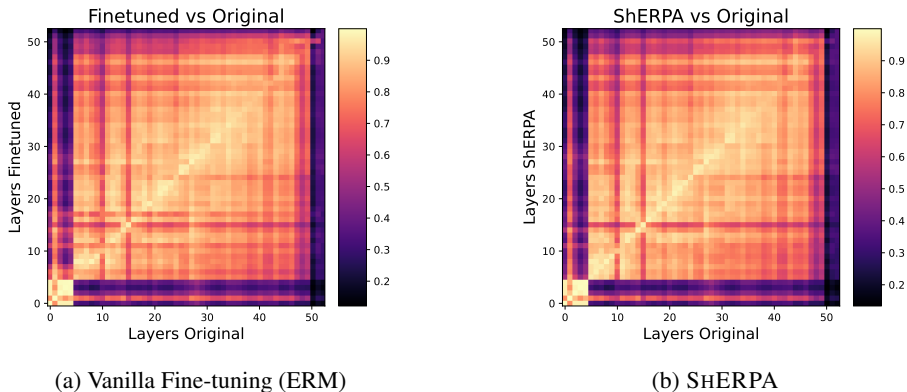 Finetuned vs Original
Layers Finetuned
50
40
30
20
10
0
0 10 20 30 40 50
Layers Original
0.9
0.8
0.7
0.6
0.5
0.4
0.3
0.2
(a) Vanilla Fine-tuning (ERM)
ShERPA vs Original
Layers ShERPA
50
40
30
20
10
0
0 10 20 30 40 50
Layers Original
0.9
0.8
0.7
0.6
0.5
0.4
0.3
0.2
(b) SHERPA